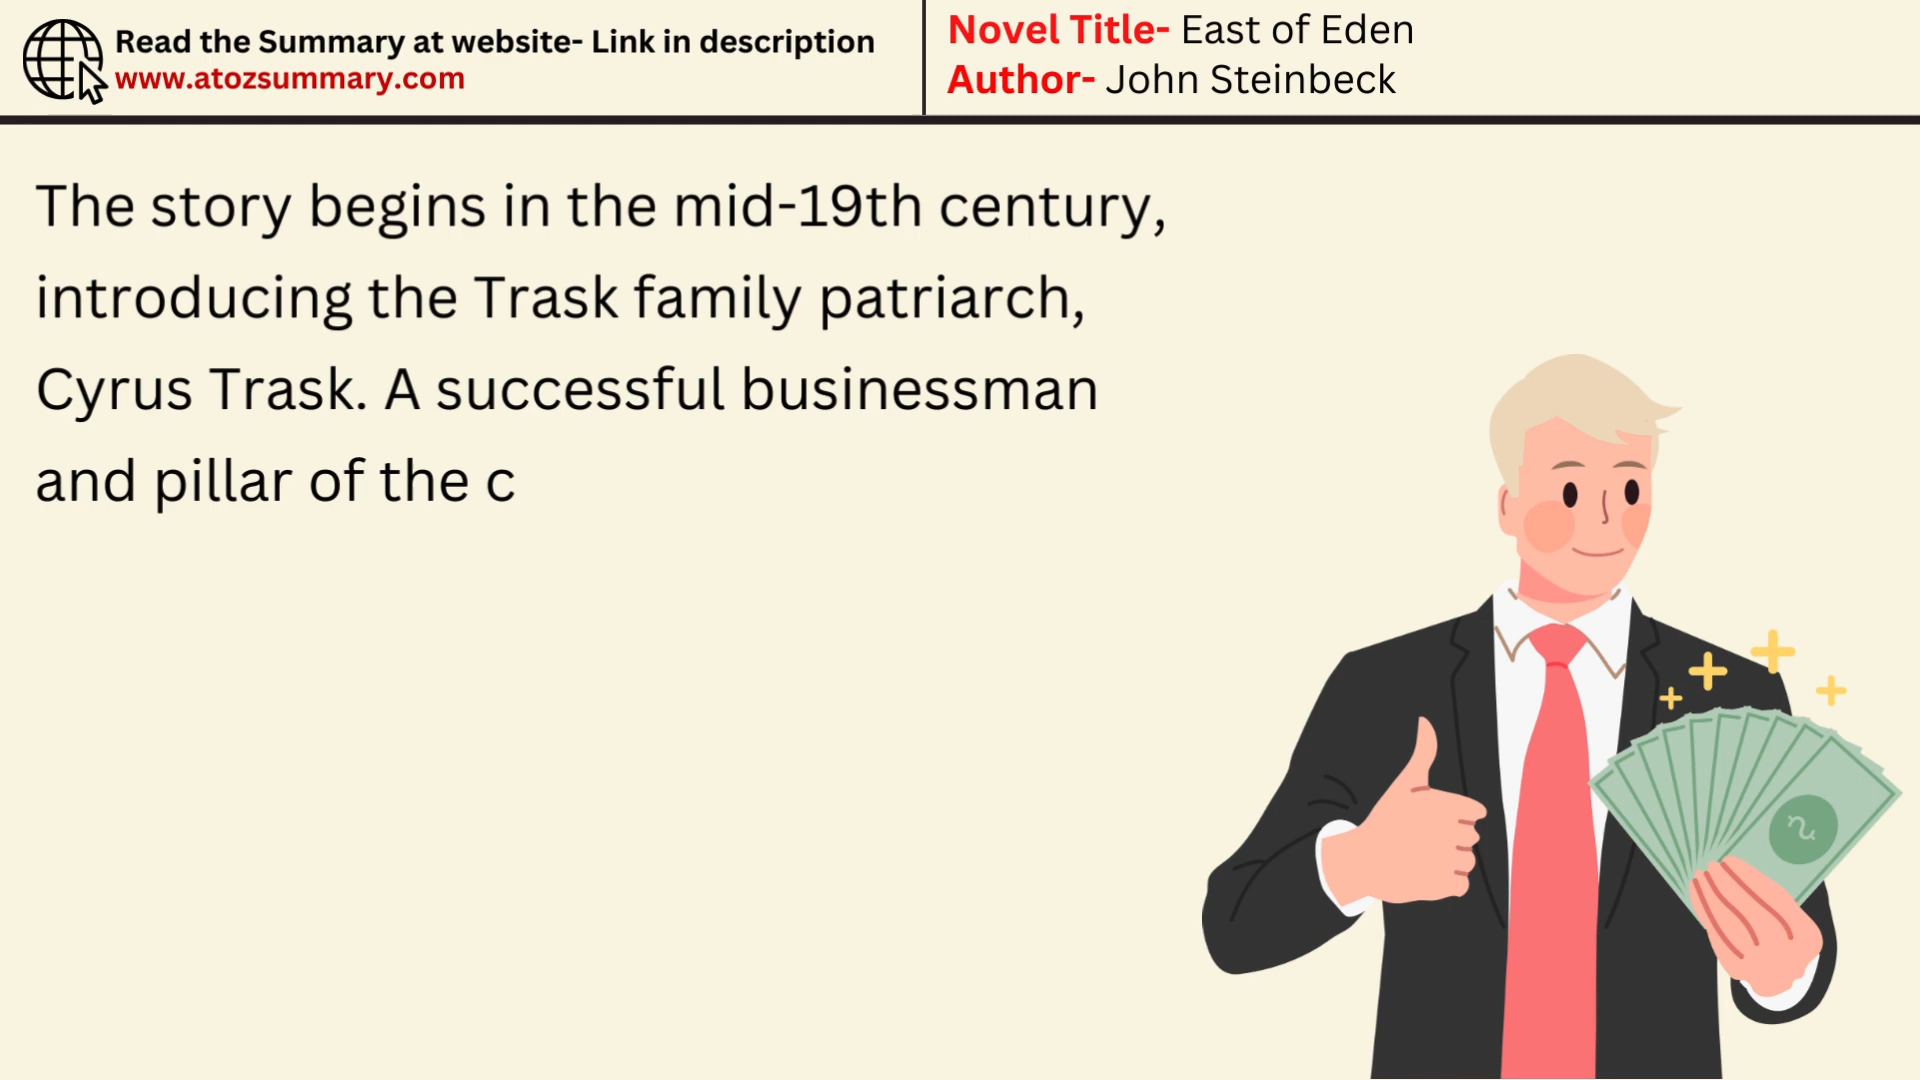 Read the Summary at website- Link in description
www.atozsummary.com
Novel Title- East of Eden
Author- John Steinbeck
The story begins in the mid-19th century,
introducing the Trask family patriarch,
Cyrus Trask. A successful businessman
and pillar of the c